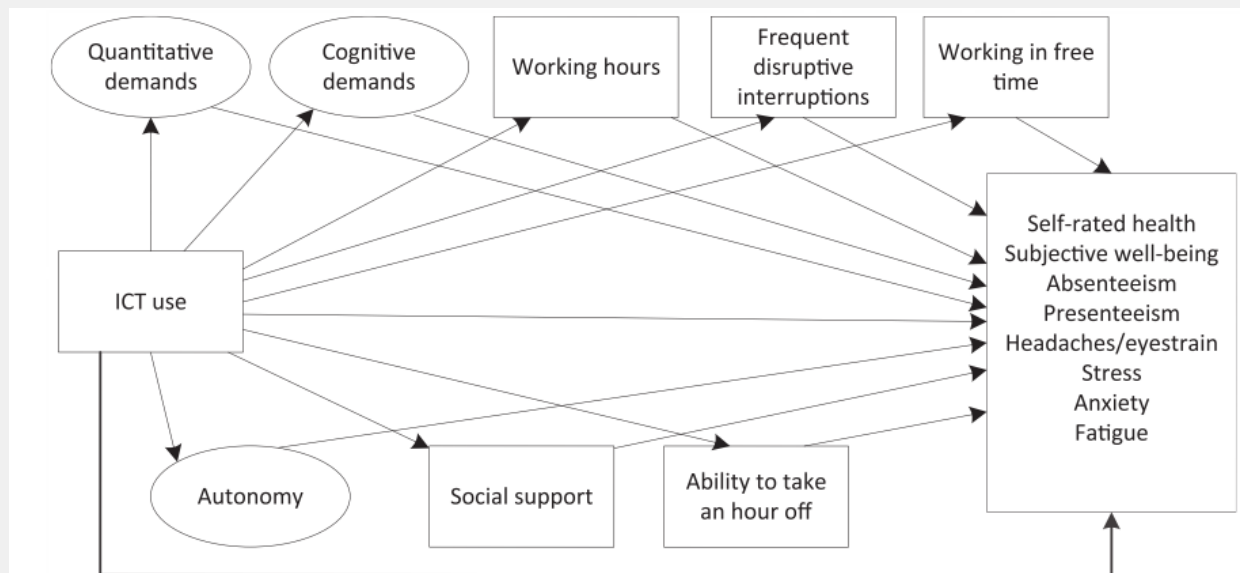 Quantitative
demands
Cognitive
demands
Working hours
Frequent
disruptive
interruptions
Working in free
time
ICT use
Self-rated health
Subjective well-being
Absenteeism
Presenteeism
Headaches/eyestrain
Stress
Anxiety
Fatigue
Autonomy
Social support
Ability to take
an hour off